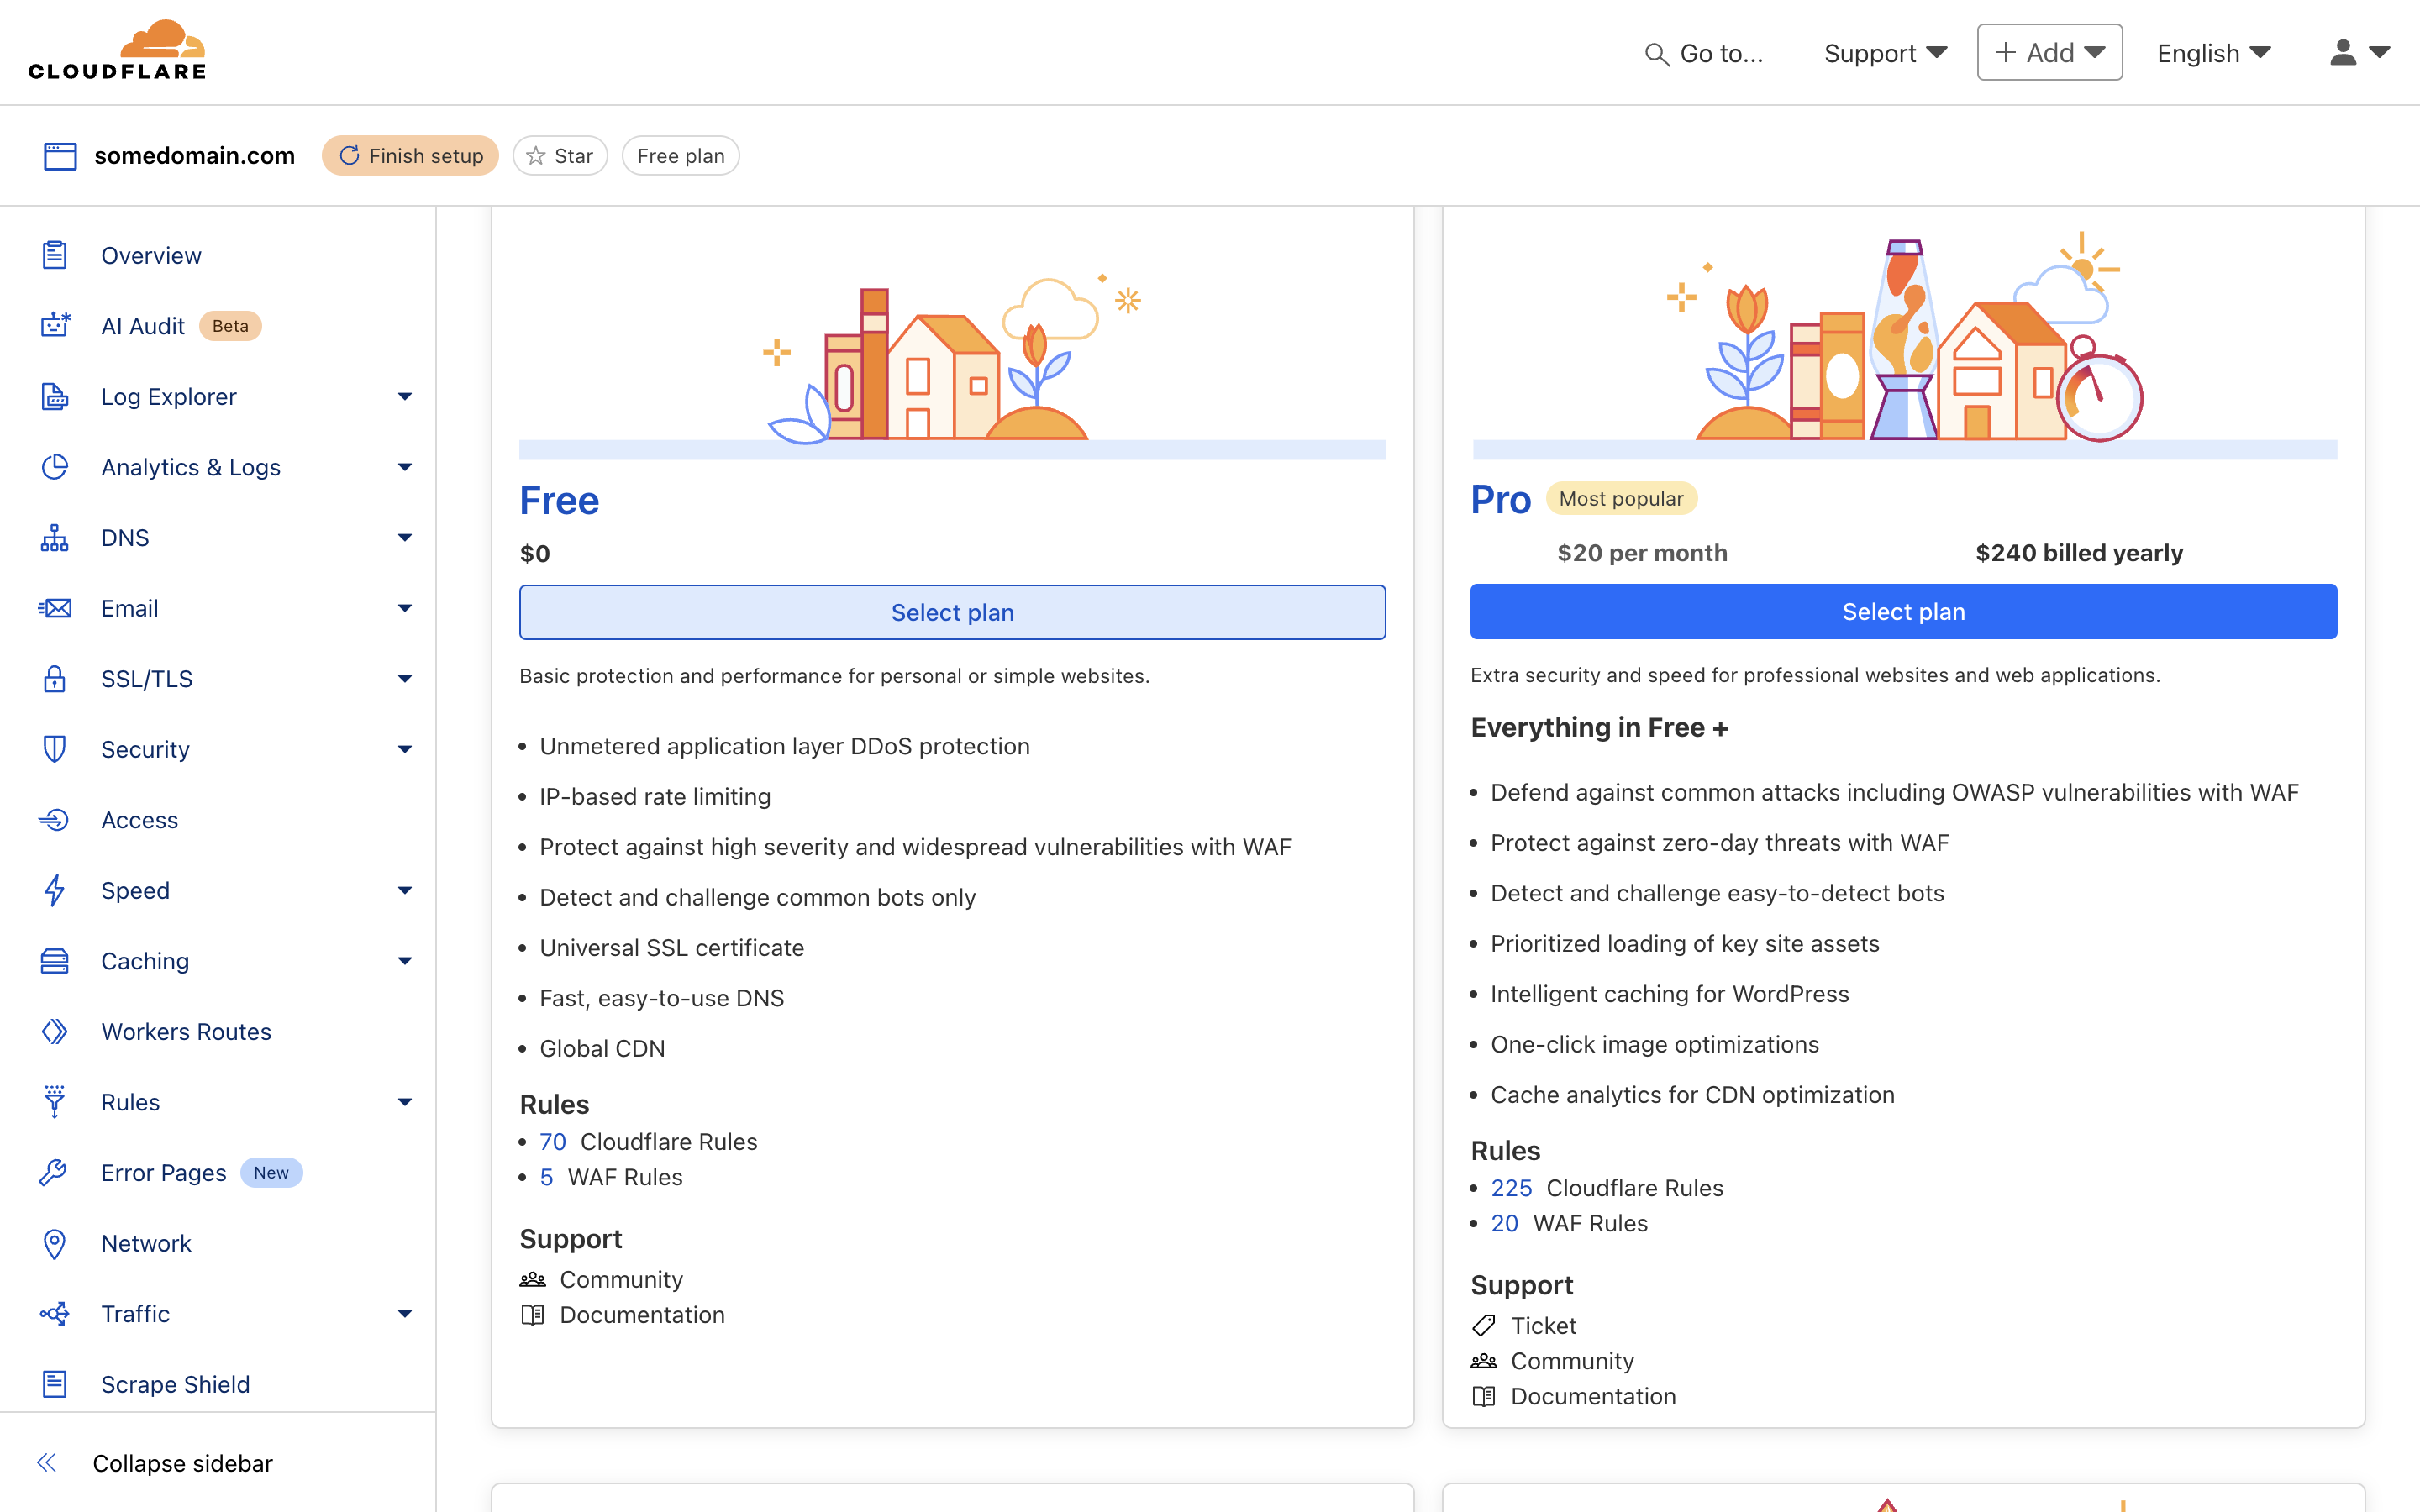 CLOUDFLARE
Go to...
Support
Add
English
somedomain.com
Finish setup
Star
Free plan
Overview
AI Audit Beta
Log Explorer
Analytics & Logs
DNS
Email
SSL/TLS
Security
Access
Speed
Caching
Workers Routes
Rules
Error Pages New
Network
Traffic
Scrape Shield
Collapse sidebar
Free
$0
Select plan
Basic protection and performance for personal or simple websites.
• Unmetered application layer DDoS protection
• IP-based rate limiting
• Protect against high severity and widespread vulnerabilities with WAF
• Detect and challenge common bots only
• Universal SSL certificate
• Fast, easy-to-use DNS
• Global CDN
Rules
• 70 Cloudflare Rules
• 5 WAF Rules
Support
Community
Documentation
Pro Most popular
$20 per month $240 billed yearly
Select plan
Extra security and speed for professional websites and web applications.
Everything in Free +
• Defend against common attacks including OWASP vulnerabilities with WAF
• Protect against zero-day threats with WAF
• Detect and challenge easy-to-detect bots
• Prioritized loading of key site assets
• Intelligent caching for WordPress
• One-click image optimizations
• Cache analytics for CDN optimization
Rules
• 225 Cloudflare Rules
• 20 WAF Rules
Support
Ticket
Community
Documentation